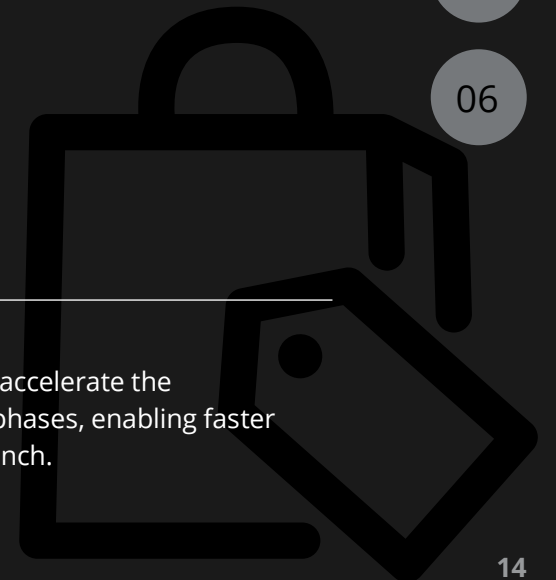 06
accelerate the
phases, enabling faster
nch.
14